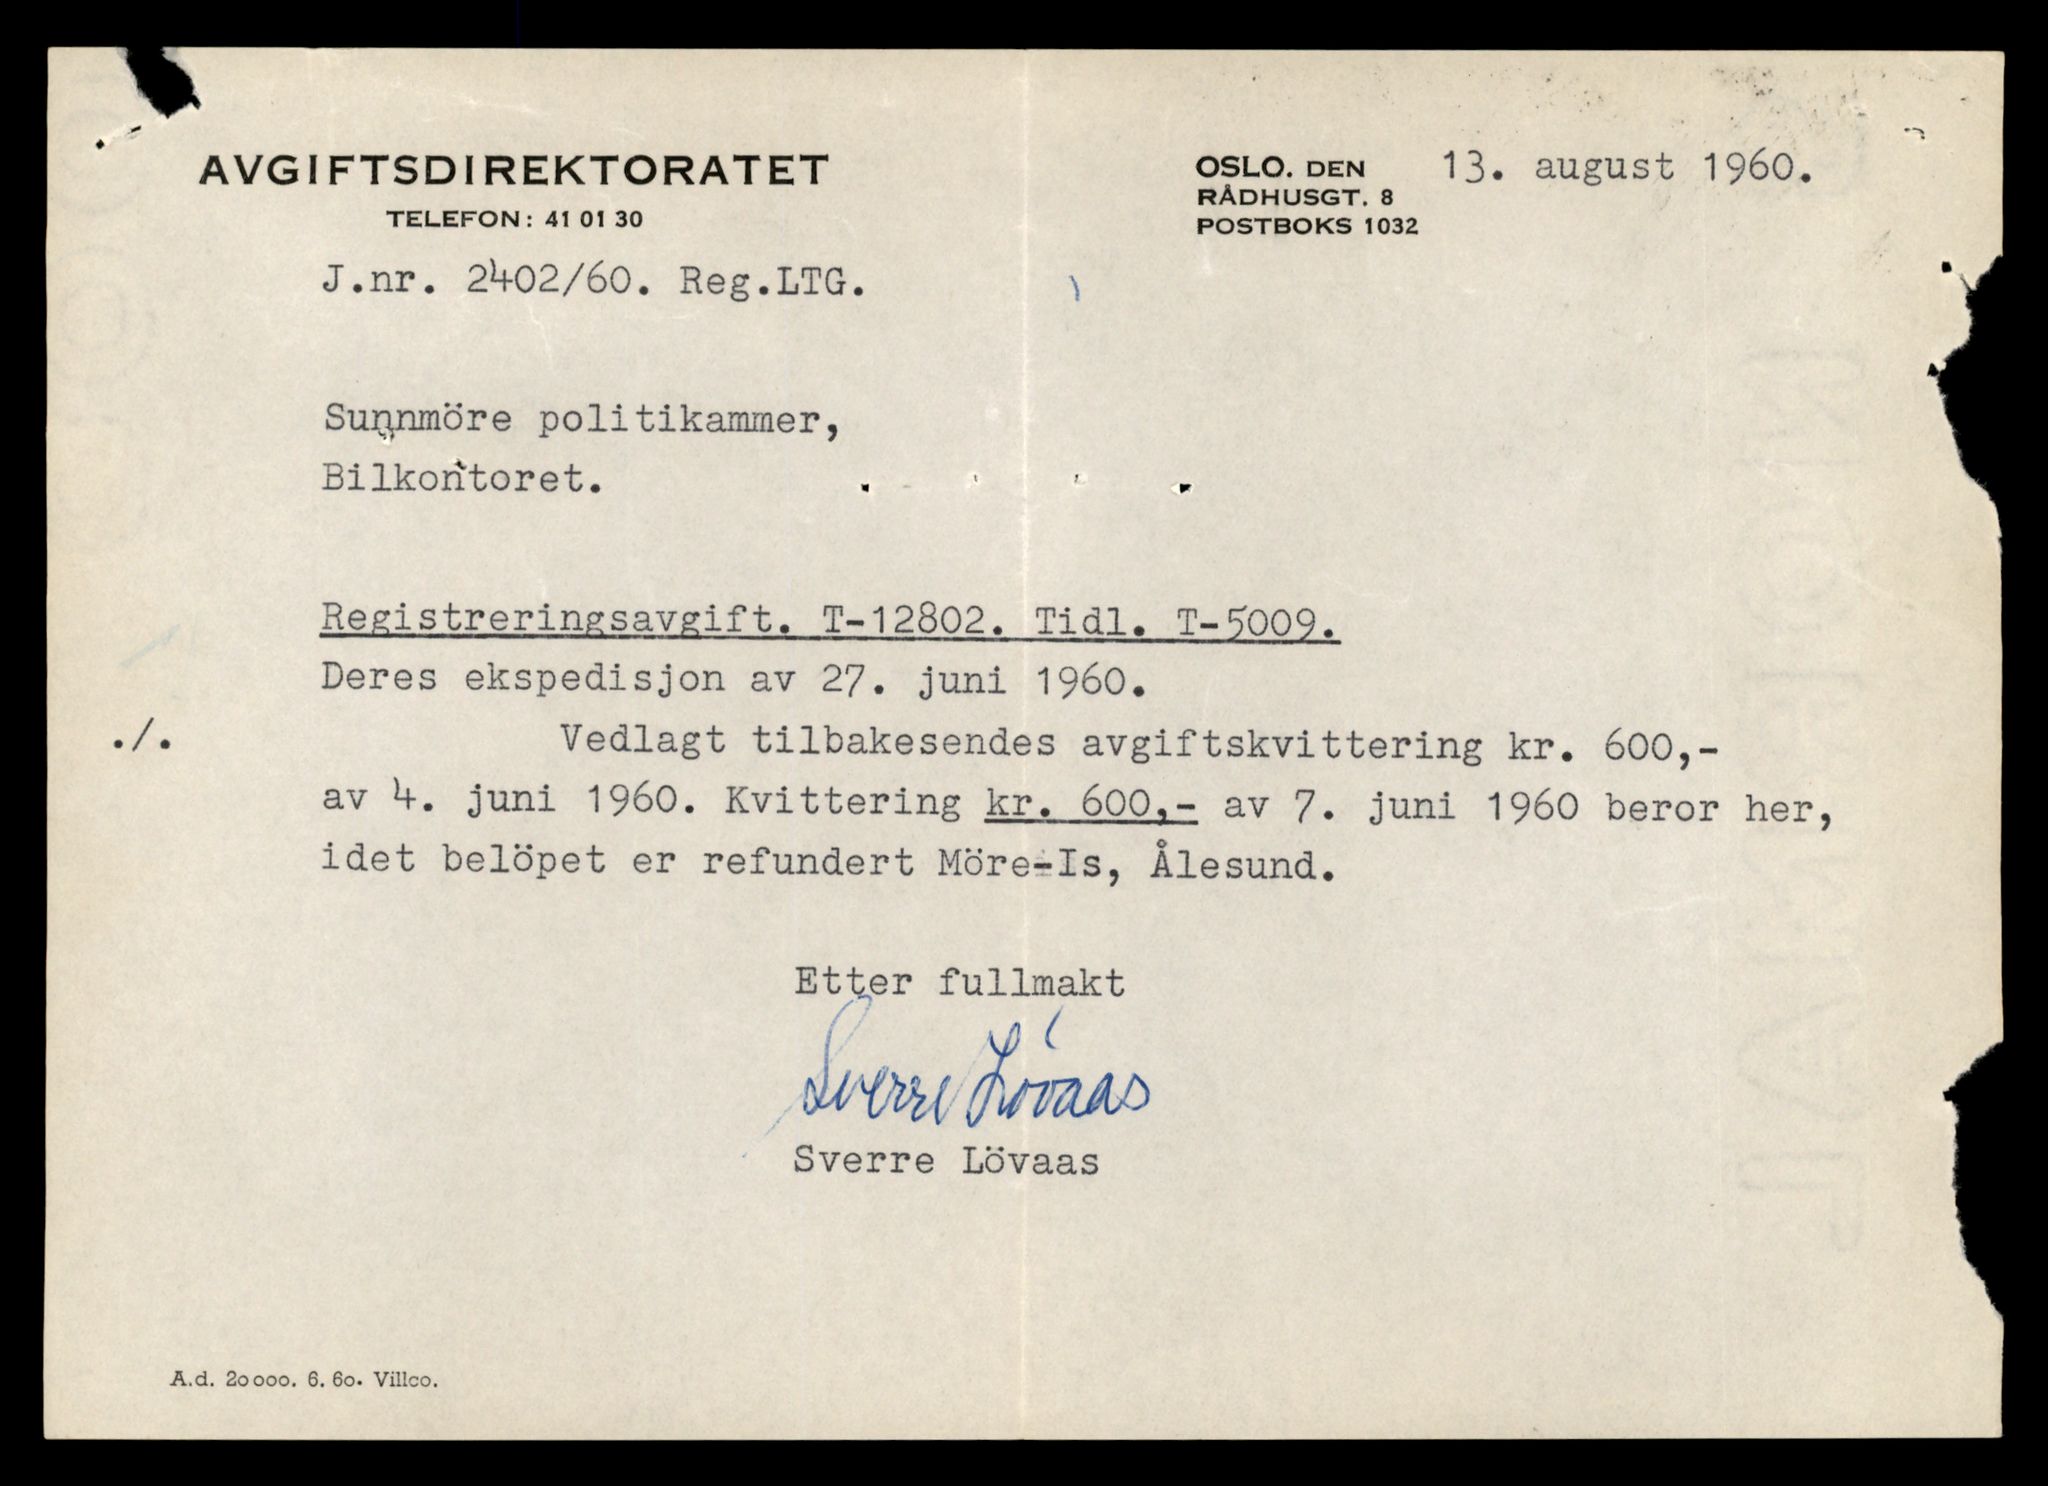 AVGIFTSDIREKTORATET
TELEFON: 41 01 30
OSLO. DEN 13. august 1960.
RÅDHUSGT. 8
POSTBOKS 1032
J.nr. 2402/60. Reg.LTG.
Sunnmöre politikammer,
Bilkontoret.
Registreringsavgift. T-12802. Tidl. T-5009.
Deres ekspedisjon av 27. juni 1960.
./. Vedlagt tilbakesendes avgiftskvittering kr. 600,-
av 4. juni 1960. Kvittering kr. 600,- av 7. juni 1960 beror her,
idet belöpet er refundert Möre-Is, Ålesund.
Etter fullmakt
Sverre Lövaas
Sverre Lövaas
A.d. 20000. 6. 60. Villco.